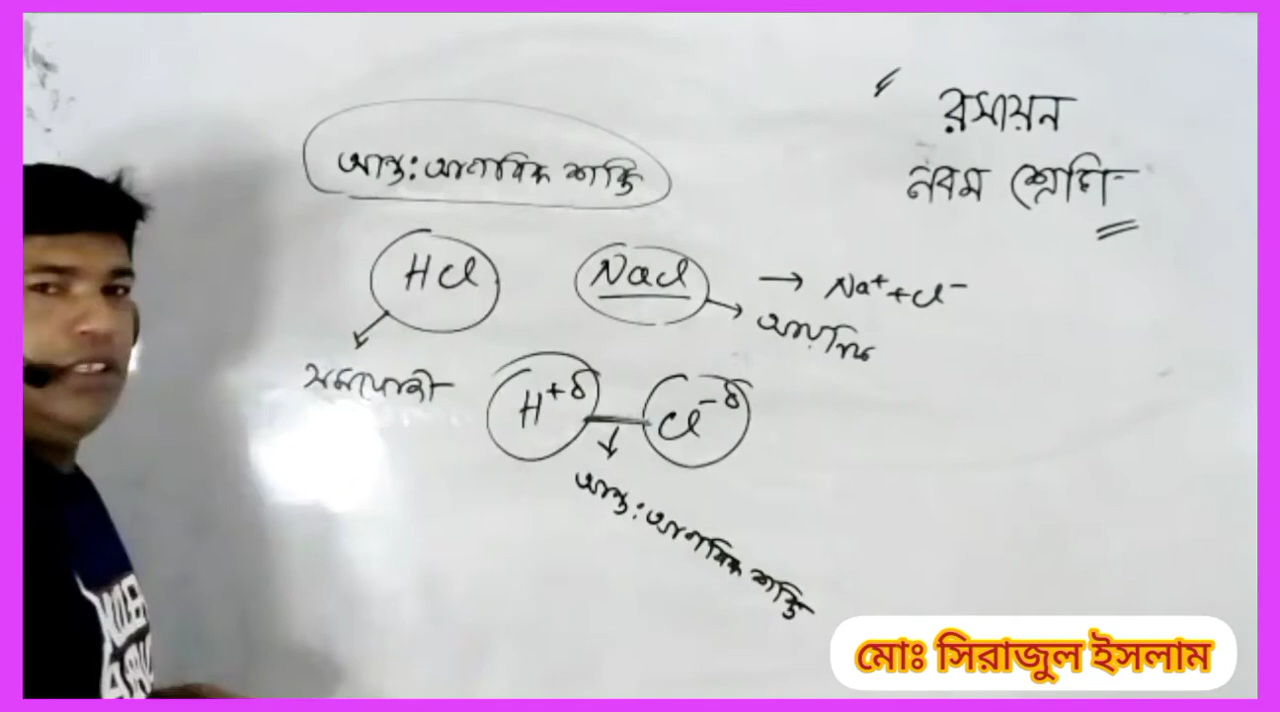 রসায়ন
নবম শ্রেণি
আন্ত:আণবিক শক্তি
HCl
NaCl → Na⁺+Cl⁻
আয়নিক
সমযোজী
H⁺ᵟ Cl⁻ᵟ
আন্ত:আণবিক শক্তি
মোঃ সিরাজুল ইসলাম